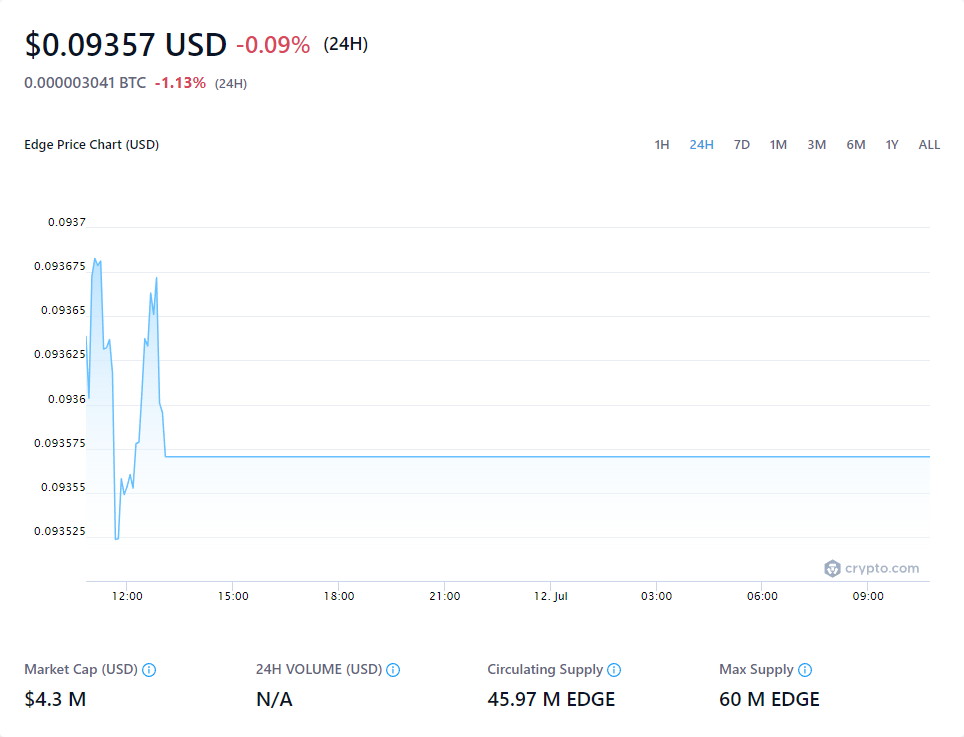 $0.09357 USD -0.09% (24H)
0.000003041 BTC -1.13% (24H)
Edge Price Chart (USD) 1H 24H 7D 1M 3M 6M 1Y ALL
0.0937
0.093675
0.09365
0.093625
0.0936
0.093575
0.09355
0.093525
crypto.com
12:00 15:00 18:00 21:00 12. Jul 03:00 06:00 09:00
Market Cap (USD) 24H VOLUME (USD) Circulating Supply Max Supply
$4.3 M N/A 45.97 M EDGE 60 M EDGE